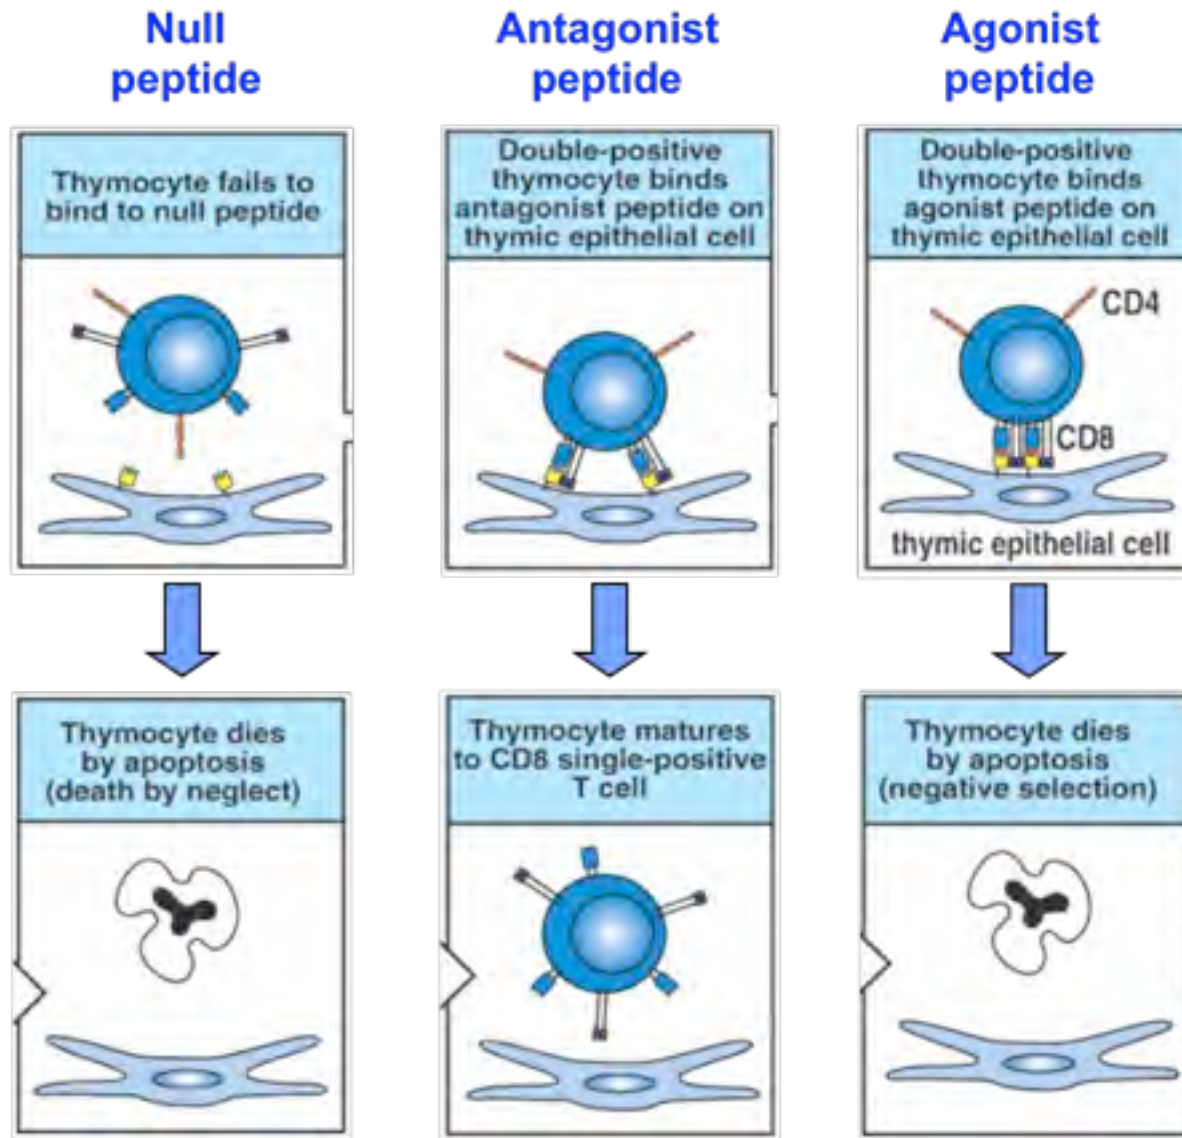 Null
peptide
Antagonist
peptide
Agonist
peptide
Thymocyte fails to
bind to null peptide
Double-positive
thymocyte binds
antagonist peptide on
thymic epithelial cell
Double-positive
thymocyte binds
agonist peptide on
thymic epithelial cell
CD4
CD8
thymic epithelial cell
Thymocyte dies
by apoptosis
(death by neglect)
Thymocyte matures
to CD8 single-positive
T cell
Thymocyte dies
by apoptosis
(negative selection)